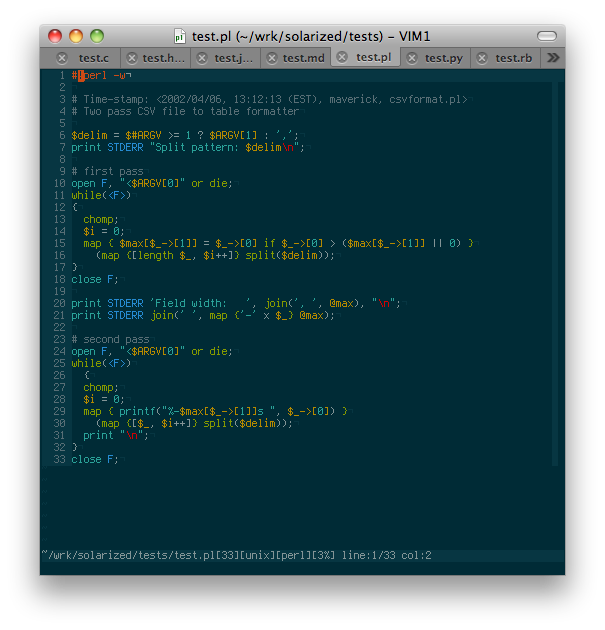 test.pl (~/wrk/solarized/tests) – VIM1
test.c test.h... test.j... test.md test.pl test.py test.rb »
1 #!perl -w¬
2
3 # Time-stamp: <2002/04/06, 13:12:13 (EST), maverick, csvformat.pl>
4 # Two pass CSV file to table formatter
5
6 $delim = $#ARGV >= 1 ? $ARGV[1] : ',';
7 print STDERR "Split pattern: $delim\n";
8
9 # first pass
10 open F, "<$ARGV[0]" or die;
11 while(<F>)
12 {
13   chomp;
14   $i = 0;
15   map { $max[$_->[1]] = $_->[0] if $_->[0] > ($max[$_->[1]] || 0) }
16     (map {[length $_, $i++]} split($delim));
17 }
18 close F;
19
20 print STDERR 'Field width:   ', join(', ', @max), "\n";
21 print STDERR join(' ', map {'-' x $_} @max);
22
23 # second pass
24 open F, "<$ARGV[0]" or die;
25 while(<F>)
26   {
27   chomp;
28   $i = 0;
29   map { printf("%-$max[$_->[1]]s ", $_->[0]) }
30     (map {[$_, $i++]} split($delim));
31   print "\n";
32 }
33 close F;
~/wrk/solarized/tests/test.pl[33][unix][perl][3%] line:1/33 col:2